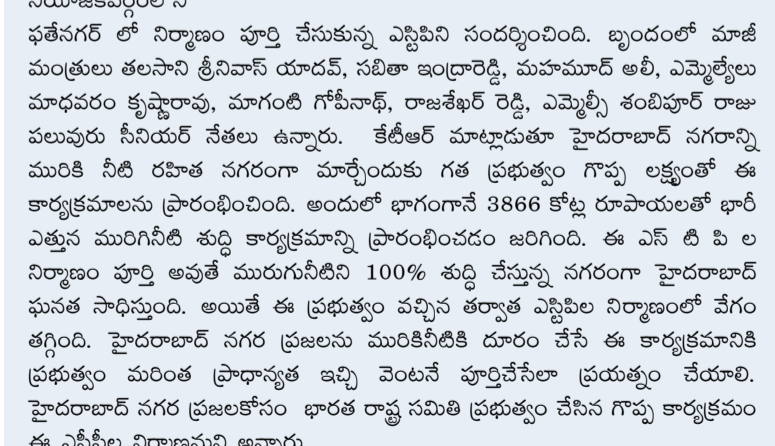 ఫతేనగర్ లో నిర్మాణం పూర్తి చేసుకున్న ఎస్టిపిని సందర్శించింది. బృందంలో మాజీ
మంత్రులు తలసాని శ్రీనివాస్ యాదవ్, సబితా ఇంద్రారెడ్డి, మహమూద్ అలీ, ఎమ్మెల్యేలు
మాధవరం కృష్ణారావు, మాగంటి గోపీనాథ్, రాజశేఖర్ రెడ్డి, ఎమ్మెల్సీ శంబిపూర్ రాజు
పలువురు సీనియర్ నేతలు ఉన్నారు. కేటీఆర్ మాట్లాడుతూ హైదరాబాద్ నగరాన్ని
మురికి నీటి రహిత నగరంగా మార్చేందుకు గత ప్రభుత్వం గొప్ప లక్ష్యంతో ఈ
కార్యక్రమాలను ప్రారంభించింది. అందులో భాగంగానే 3866 కోట్ల రూపాయలతో భారీ
ఎత్తున మురిగినీటి శుద్ధి కార్యక్రమాన్ని ప్రారంభించడం జరిగింది. ఈ ఎస్ టి పి ల
నిర్మాణం పూర్తి అవుతే మురుగునీటిని 100% శుద్ధి చేస్తున్న నగరంగా హైదరాబాద్
ఘనత సాధిస్తుంది. అయితే ఈ ప్రభుత్వం వచ్చిన తర్వాత ఎస్టిపిల నిర్మాణంలో వేగం
తగ్గింది. హైదరాబాద్ నగర ప్రజలను మురికినీటికి దూరం చేసే ఈ కార్యక్రమానికి
ప్రభుత్వం మరింత ప్రాధాన్యత ఇచ్చి వెంటనే పూర్తిచేసేలా ప్రయత్నం చేయాలి.
హైదరాబాద్ నగర ప్రజలకోసం భారత రాష్ట్ర సమితి ప్రభుత్వం చేసిన గొప్ప కార్యక్రమం